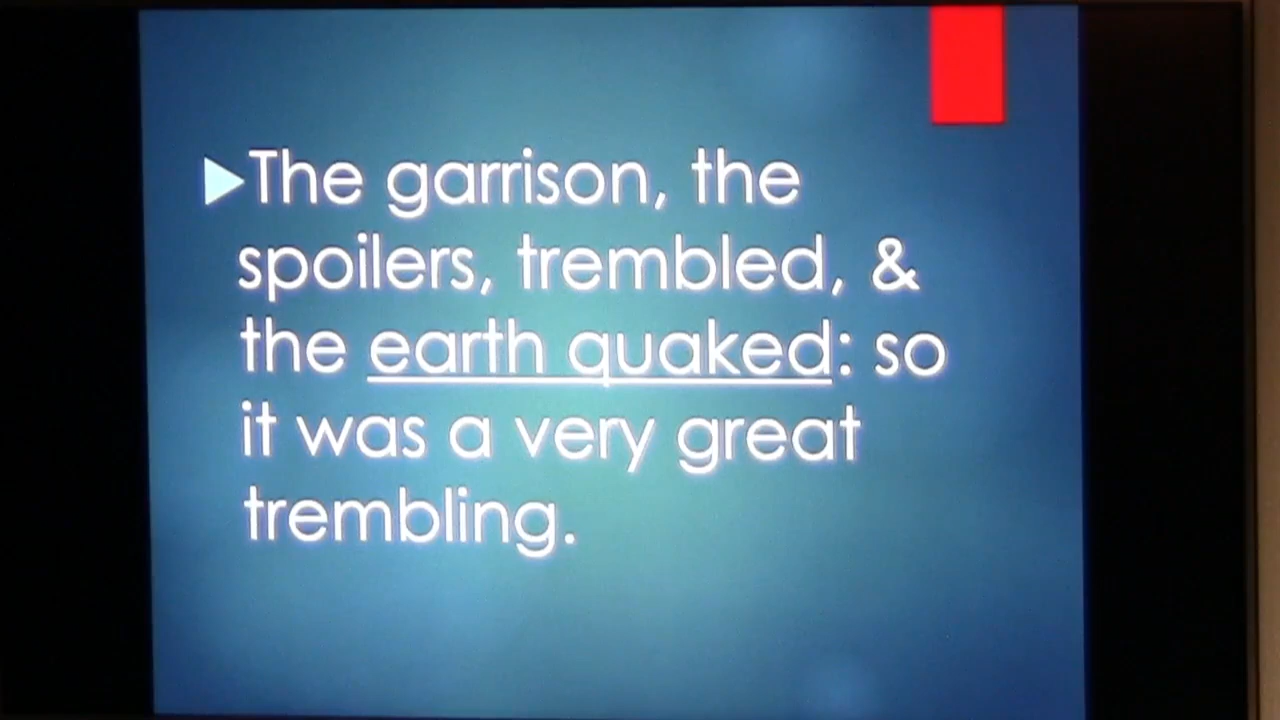 The garrison, the
spoilers, trembled, &
the earth quaked: so
it was a very great
trembling.